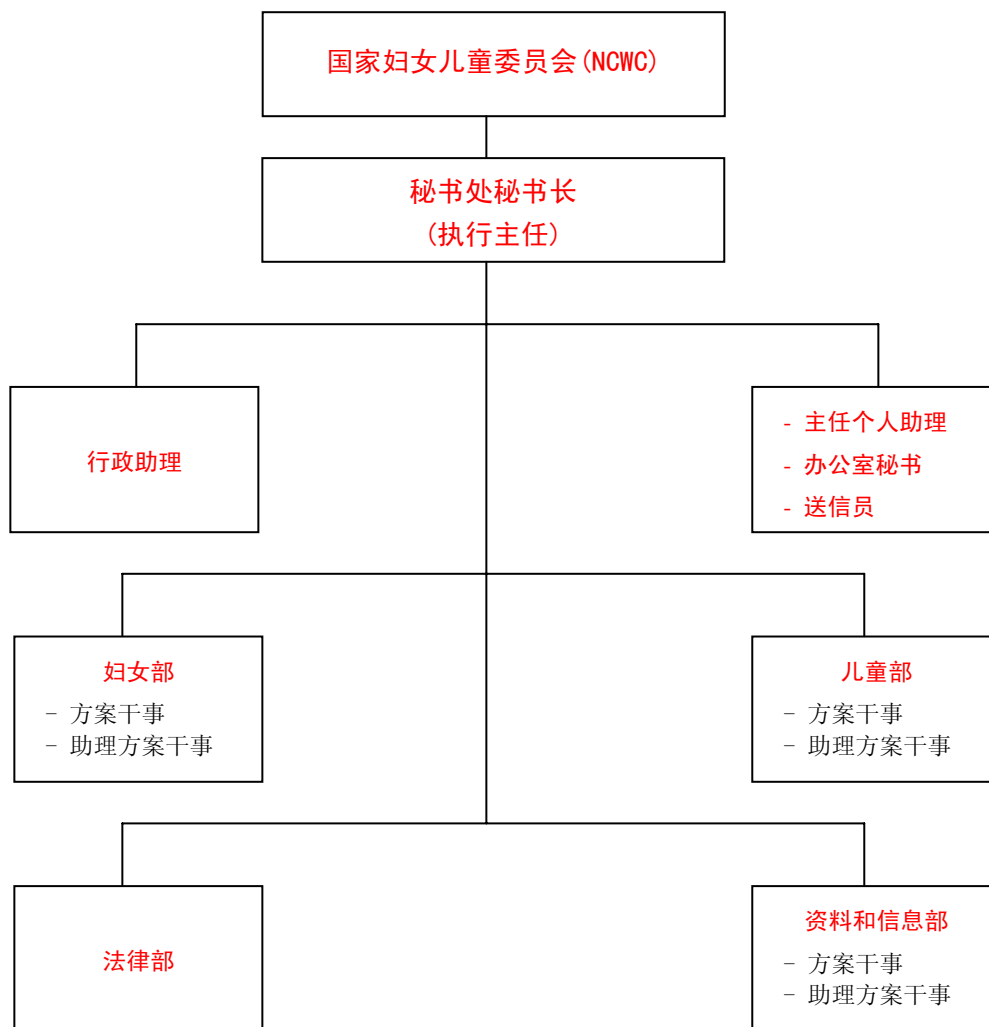 国家妇女儿童委员会(NCWC)
秘书处秘书长
(执行主任)
行政助理
- 主任个人助理
- 办公室秘书
- 送信员
妇女部
- 方案干事
- 助理方案干事
儿童部
- 方案干事
- 助理方案干事
法律部
资料和信息部
- 方案干事
- 助理方案干事